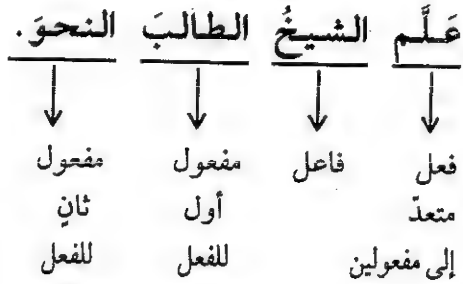 عَلَّم الشيخُ الطالبَ النحوَ.
فعل فاعل مفعول مفعول
متعدّ أول ثانٍ
إلى مفعولين للفعل للفعل